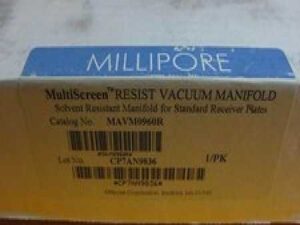 MILLIPORE
MultiScreen™ RESIST VACUUM MANIFOLD
Solvent Resistant Manifold for Standard Receiver Plates
Catalog No. MAVM0960R
Lot No. CP7AN9836 1/PK